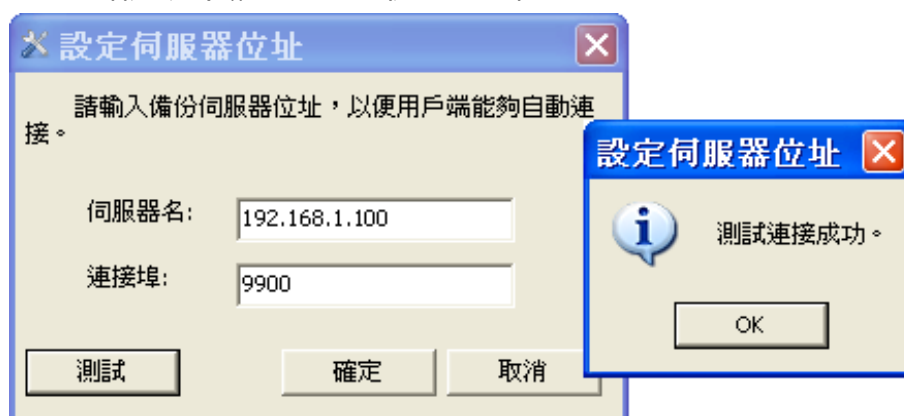 設定伺服器位址
請輸入備份伺服器位址，以便用戶端能夠自動連
接。
伺服器名:
192.168.1.100
連接埠:
9900
測試
確定
取消
設定伺服器位址
測試連接成功。
OK